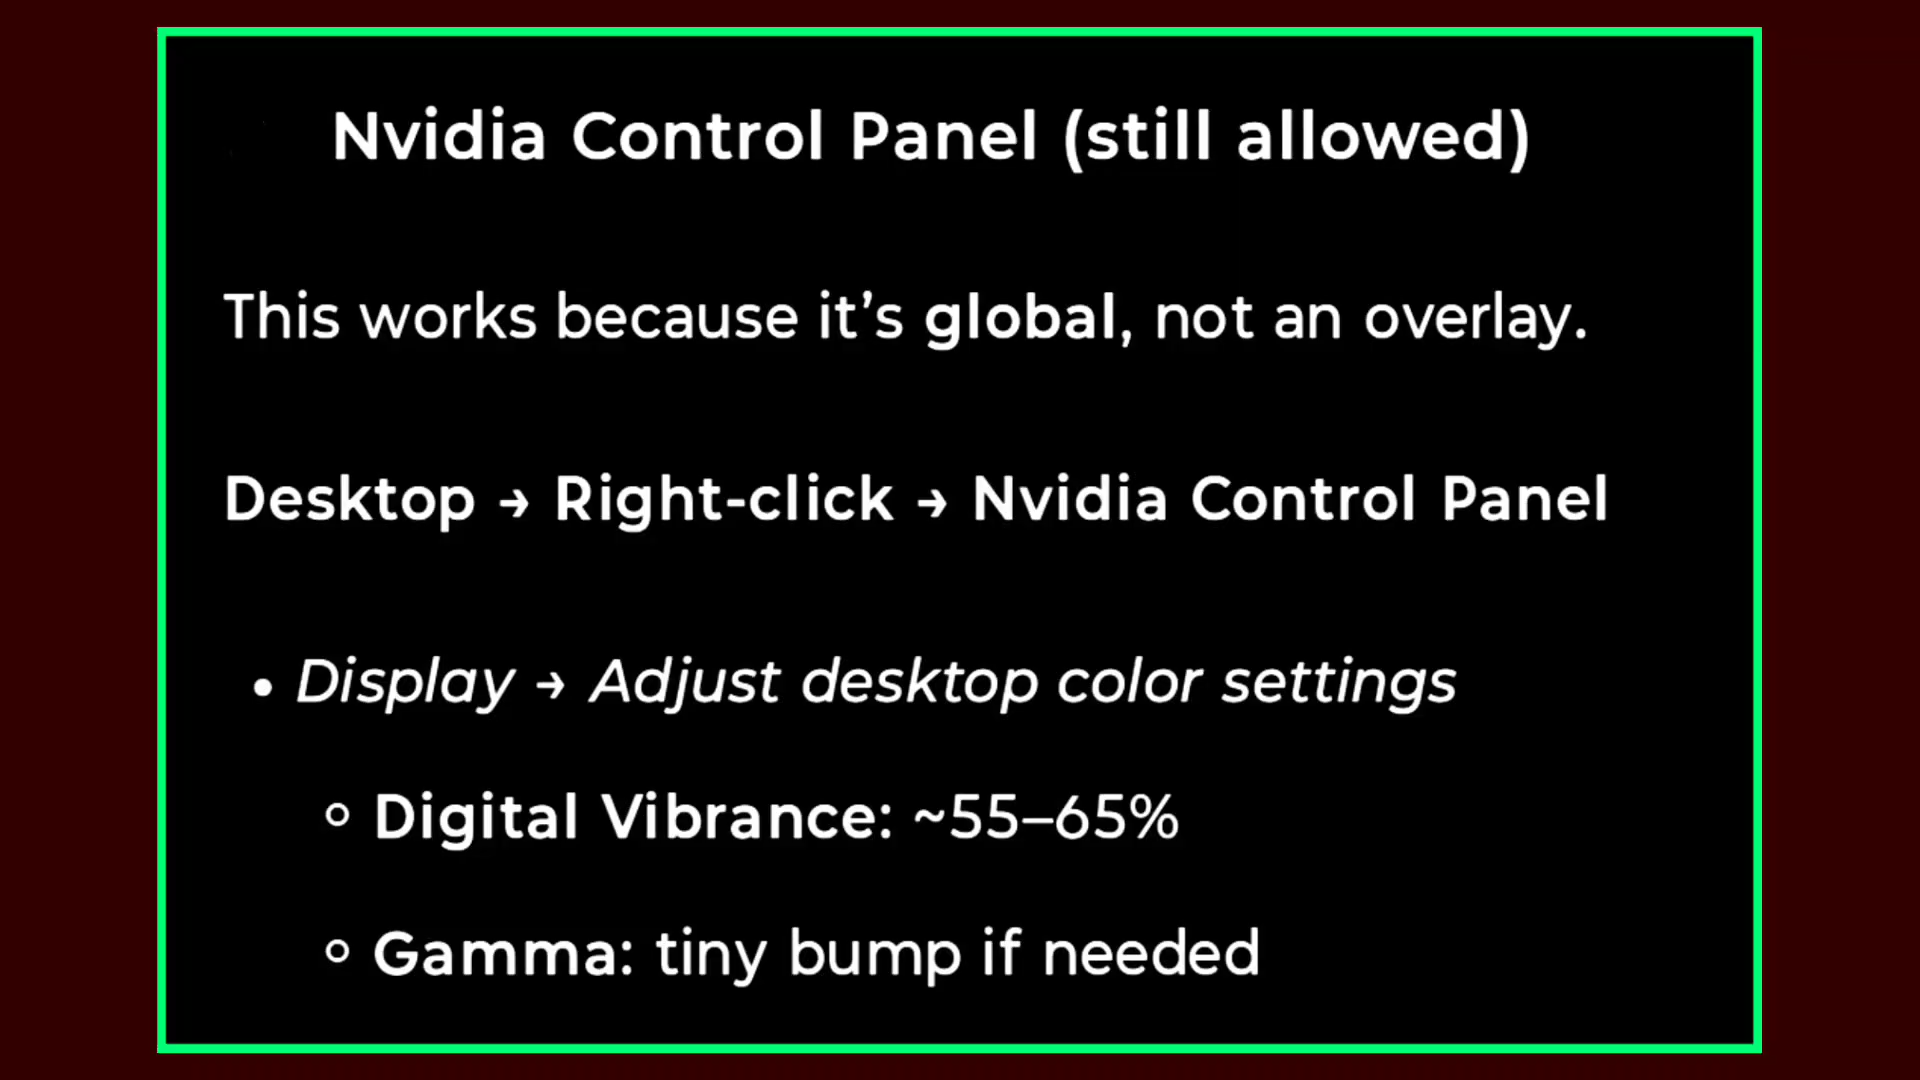 Nvidia Control Panel (still allowed)
This works because it’s global, not an overlay.
Desktop → Right-click → Nvidia Control Panel
• Display → Adjust desktop color settings
○ Digital Vibrance: ~55–65%
○ Gamma: tiny bump if needed